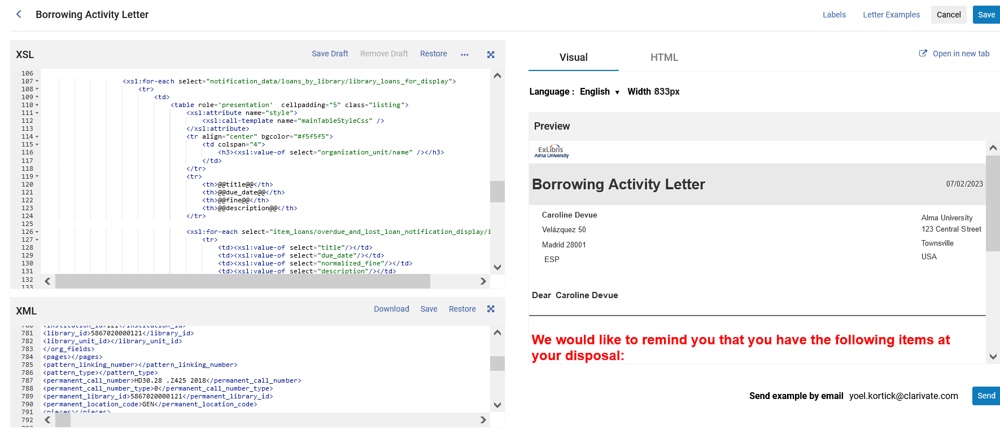 Borrowing Activity Letter
Labels
Letter Examples
Cancel
Save
XSL
Save Draft
Remove Draft
Restore
...
106
107 <xsl:for-each select="notification_data/loans_by_library/library_loans_for_display">
108 <tr>
109 <td>
110 <table role='presentation'  cellpadding="5" class="listing">
111 <xsl:attribute name="style">
112 <xsl:call-template name="mainTableStyleCss" />
113 </xsl:attribute>
114 <tr align="center" bgcolor="#f5f5f5">
115 <td colspan="4">
116 <h3><xsl:value-of select="organization_unit/name" /></h3>
117 </td>
118 </tr>
119 <tr>
120 <th>@@title@@</th>
121 <th>@@due_date@@</th>
122 <th>@@fine@@</th>
123 <th>@@description@@</th>
124 </tr>
125
126 <xsl:for-each select="item_loans/overdue_and_lost_loan_notification_display/i
127 <tr>
128 <td><xsl:value-of select="title"/></td>
129 <td><xsl:value-of select="due_date"/></td>
130 <td><xsl:value-of select="normalized_fine"/></td>
131 <td><xsl:value-of select="description"/></td>
132
133
XML
Download
Save
Restore
780 <institution_id>121</institution_id>
781 <library_id>5867020000121</library_id>
782 <library_unit_id></library_unit_id>
783 </org_fields>
784 <pages></pages>
785 <pattern_linking_number></pattern_linking_number>
786 <pattern_type></pattern_type>
787 <permanent_call_number>HD30.28 .Z425 2018</permanent_call_number>
788 <permanent_call_number_type>0</permanent_call_number_type>
789 <permanent_library_id>5867020000121</permanent_library_id>
790 <permanent_location_code>GEN</permanent_location_code>
791 <pieces></pieces>
792
793
Visual
HTML
Open in new tab
Language : English ▾ Width :833px
Preview
ExLibris
Alma University
Borrowing Activity Letter
07/02/2023
Caroline Devue
Velázquez 50
Madrid 28001
ESP
Alma University
123 Central Street
Townsville
USA
Dear Caroline Devue
We would like to remind you that you have the following items at
your disposal:
Send example by email yoel.kortick@clarivate.com
Send